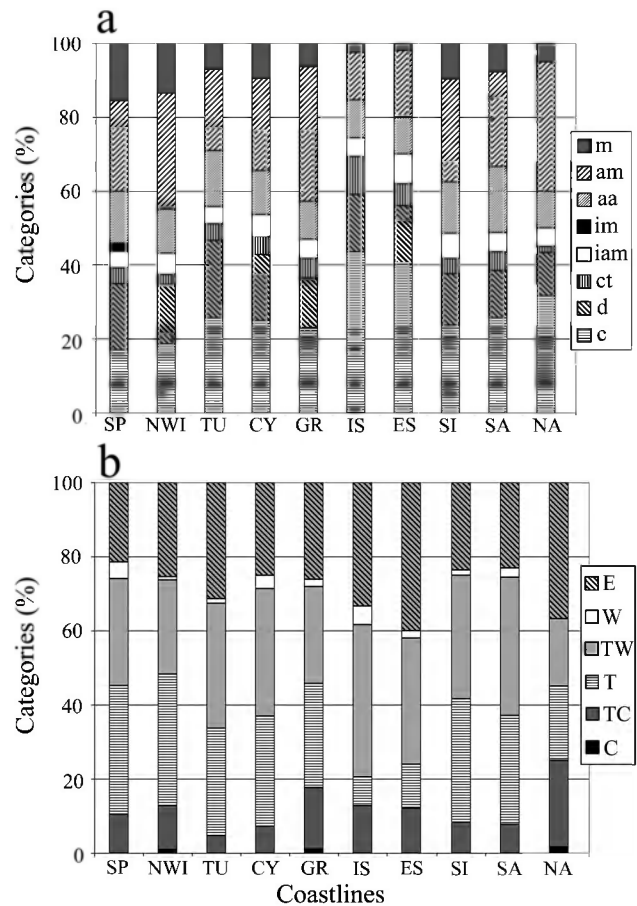 a
Categories (%)
100
80
60
40
20
0
SP NWI TU CY GR IS ES SI SA NA
m
am
aa
im
iam
ct
d
c
b
Categories (%)
100
80
60
40
20
0
SP NWI TU CY GR IS ES SI SA NA
Coastlines
E
W
TW
T
TC
C